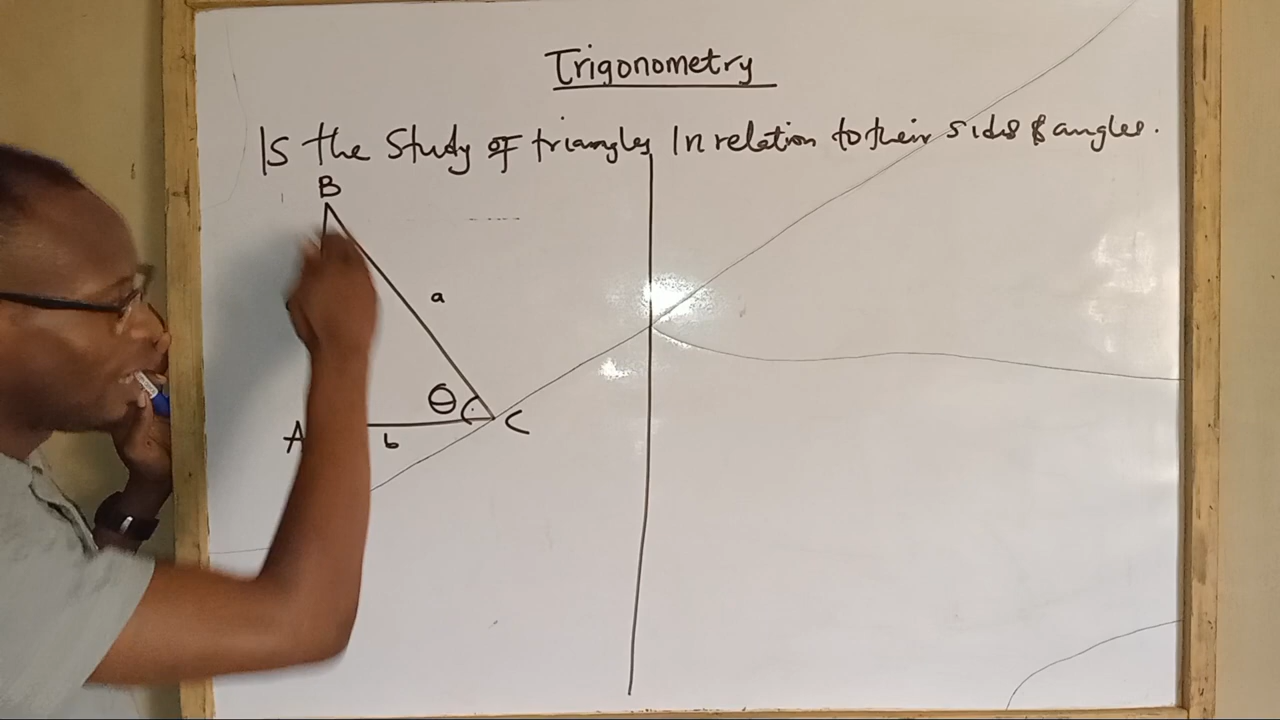 Trigonometry
Is the Study of triangles In relation to their sides & angles.
B
a
θ
A
b
C